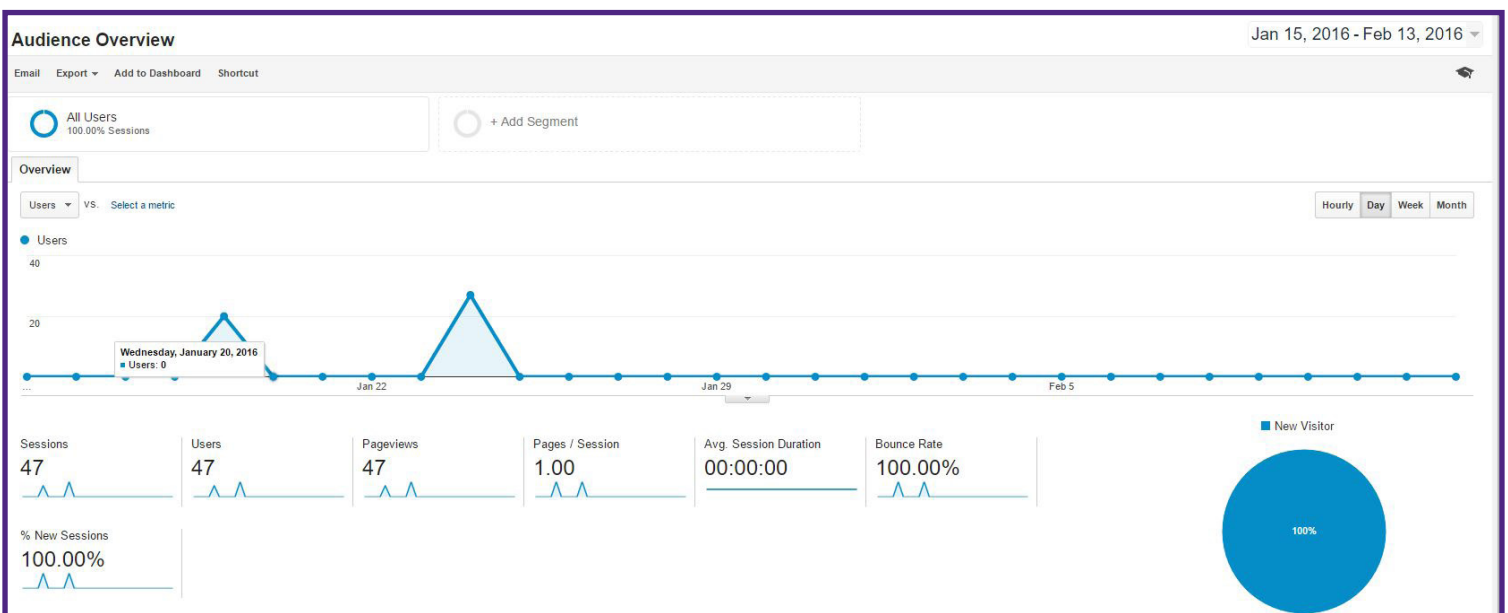 Audience Overview
Jan 15, 2016 - Feb 13, 2016
Email Export Add to Dashboard Shortcut
All Users
100.00% Sessions
+ Add Segment
Overview
Users VS. Select a metric
Hourly Day Week Month
Users
40
20
Wednesday, January 20, 2016
Users: 0
... Jan 22 Jan 29 Feb 5
New Visitor
Sessions Users Pageviews Pages / Session Avg. Session Duration Bounce Rate
47 47 47 1.00 00:00:00 100.00%
% New Sessions
100.00%
100%